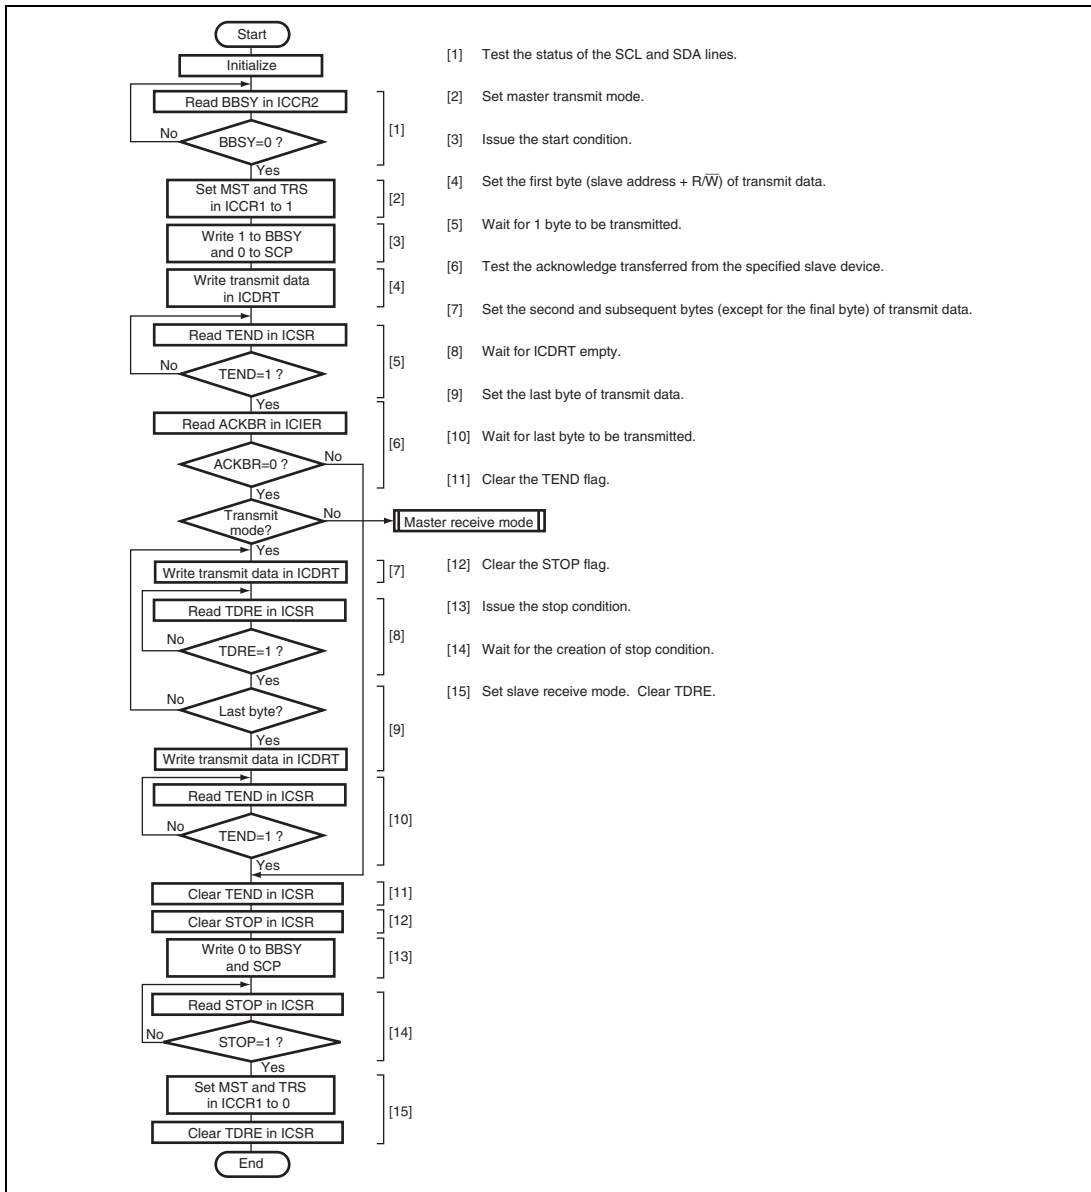 Start
Initialize
Read BBSY in ICCR2
BBSY=0 ?
No
Yes
[1]
Set MST and TRS
in ICCR1 to 1
[2]
Write 1 to BBSY
and 0 to SCP
[3]
Write transmit data
in ICDRT
[4]
Read TEND in ICSR
No
TEND=1 ?
Yes
[5]
Read ACKBR in ICIER
ACKBR=0 ?
No
Yes
[6]
Transmit
mode?
No
Master receive mode
Yes
Write transmit data in ICDRT
[7]
Read TDRE in ICSR
No
TDRE=1 ?
Yes
[8]
No
Last byte?
Yes
Write transmit data in ICDRT
[9]
Read TEND in ICSR
No
TEND=1 ?
Yes
[10]
Clear TEND in ICSR
[11]
Clear STOP in ICSR
[12]
Write 0 to BBSY
and SCP
[13]
Read STOP in ICSR
No
STOP=1 ?
Yes
[14]
Set MST and TRS
in ICCR1 to 0
Clear TDRE in ICSR
[15]
End
[1] Test the status of the SCL and SDA lines.
[2] Set master transmit mode.
[3] Issue the start condition.
[4] Set the first byte (slave address + R/W̅) of transmit data.
[5] Wait for 1 byte to be transmitted.
[6] Test the acknowledge transferred from the specified slave device.
[7] Set the second and subsequent bytes (except for the final byte) of transmit data.
[8] Wait for ICDRT empty.
[9] Set the last byte of transmit data.
[10] Wait for last byte to be transmitted.
[11] Clear the TEND flag.
[12] Clear the STOP flag.
[13] Issue the stop condition.
[14] Wait for the creation of stop condition.
[15] Set slave receive mode. Clear TDRE.